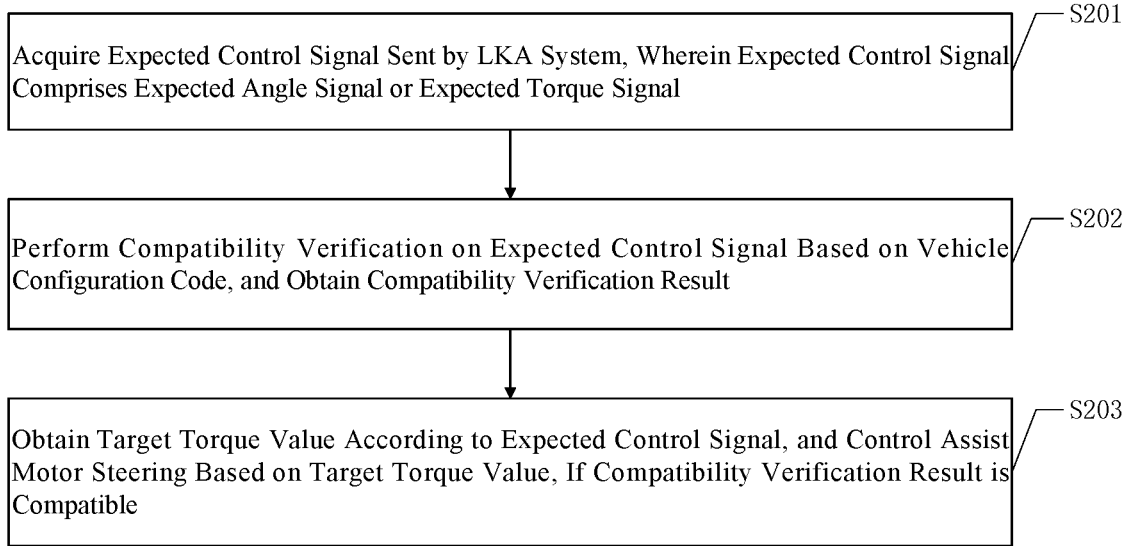 S201
Acquire Expected Control Signal Sent by LKA System, Wherein Expected Control Signal
Comprises Expected Angle Signal or Expected Torque Signal
S202
Perform Compatibility Verification on Expected Control Signal Based on Vehicle
Configuration Code, and Obtain Compatibility Verification Result
S203
Obtain Target Torque Value According to Expected Control Signal, and Control Assist
Motor Steering Based on Target Torque Value, If Compatibility Verification Result is
Compatible